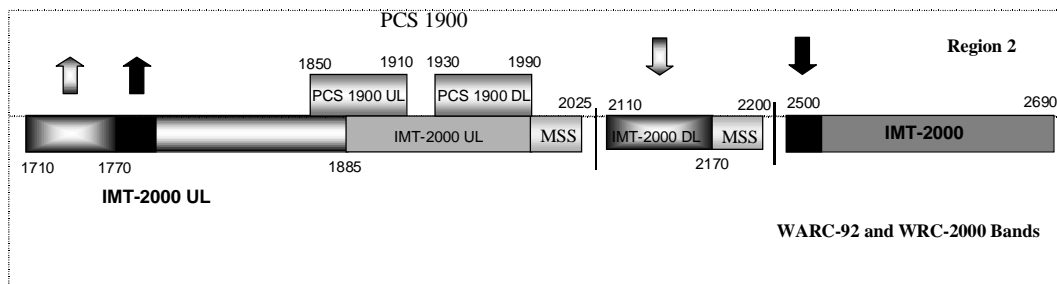 PCS 1900
Region 2
1850 1910 1930 1990
PCS 1900 UL PCS 1900 DL
2025 2110 2200 2500 2690
IMT-2000 UL MSS IMT-2000 DL MSS IMT-2000
1710 1770 1885 2170
IMT-2000 UL
WARC-92 and WRC-2000 Bands